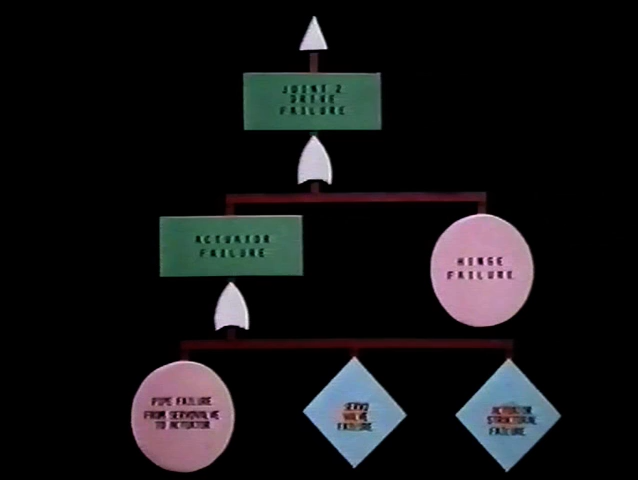 JOINT 2
DRIVE
FAILURE
ACTUATOR
FAILURE
HINGE
FAILURE
PIPE FAILURE
FROM SERVOVALVE
TO ACTUATOR
SERVO
VALVE
FAILURE
ACTUATOR
STRUCTURAL
FAILURE